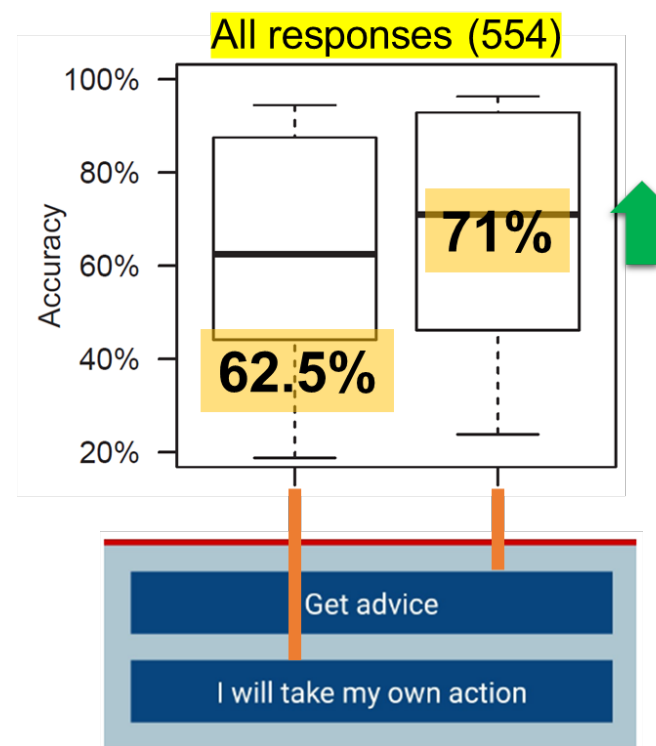 All responses (554)
100%
80%
60%
40%
20%
Accuracy
71%
62.5%
Get advice
I will take my own action